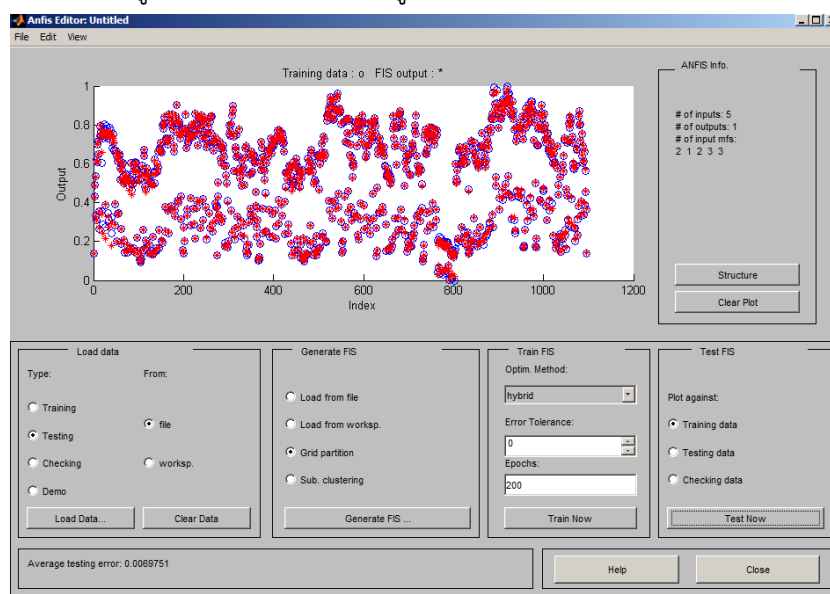 Anfis Editor: Untitled
File Edit View
Training data : o FIS output : *
Output
1
0.8
0.6
0.4
0.2
0
0 200 400 600 800 1000 1200
Index
ANFIS Info.
# of inputs: 5
# of outputs: 1
# of input mfs:
2 1 2 3 3
Structure
Clear Plot
Load data
Type: From:
Training
Testing
Checking
Demo
file
worksp.
Load Data...
Clear Data
Generate FIS
Load from file
Load from worksp.
Grid partition
Sub. clustering
Generate FIS ...
Train FIS
Optim. Method:
hybrid
Error Tolerance:
0
Epochs:
200
Train Now
Test FIS
Plot against:
Training data
Testing data
Checking data
Test Now
Average testing error: 0.0069751
Help
Close